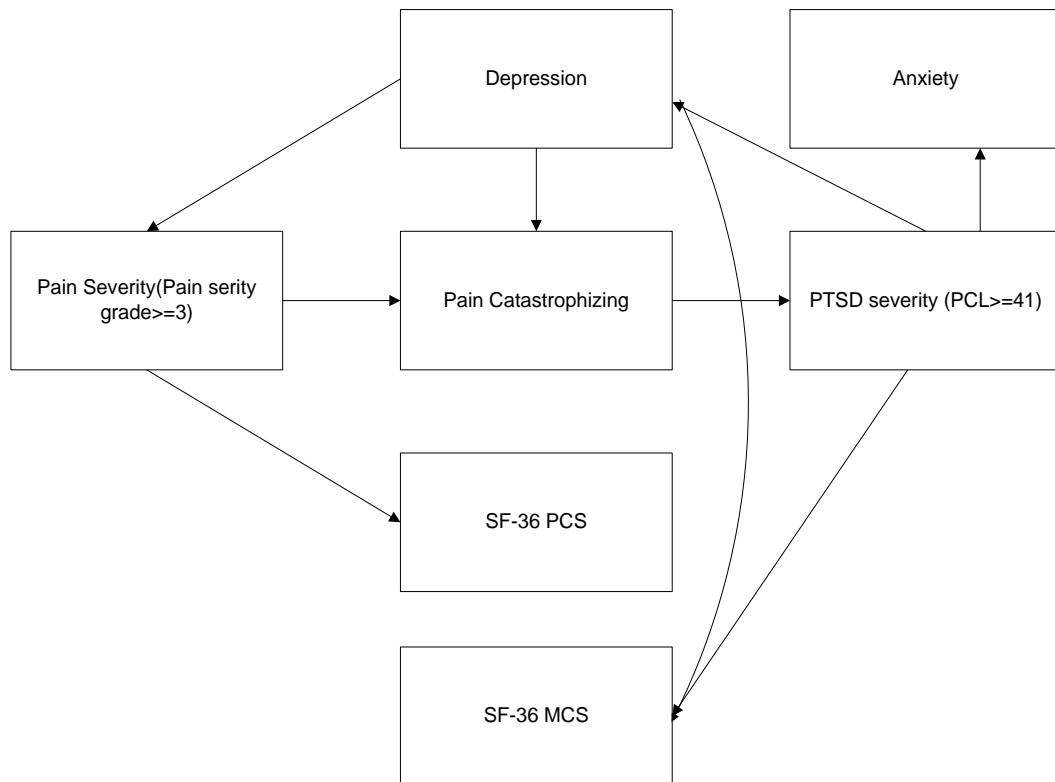 Depression
Anxiety
Pain Severity(Pain serity
grade>=3)
Pain Catastrophizing
PTSD severity (PCL>=41)
SF-36 PCS
SF-36 MCS